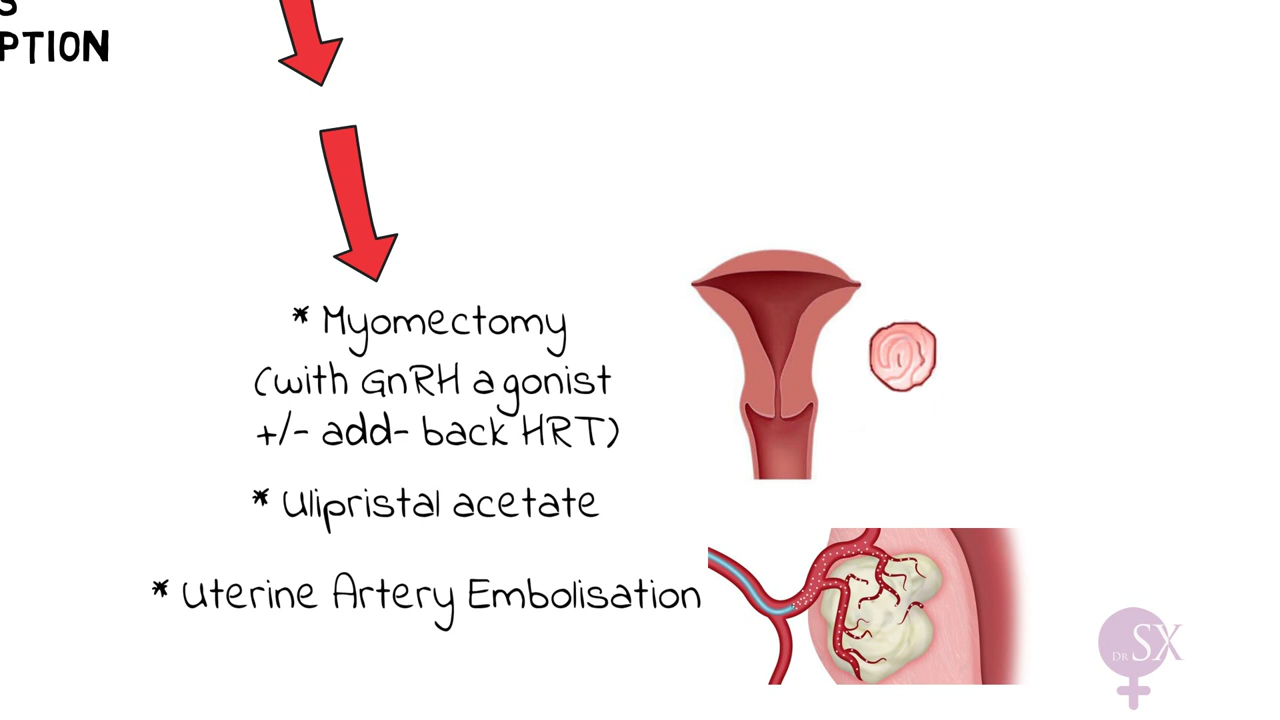 PTION
* Myomectomy
(with GnRH agonist
+/- add- back HRT)
* Ulipristal acetate
* Uterine Artery Embolisation
DR SX